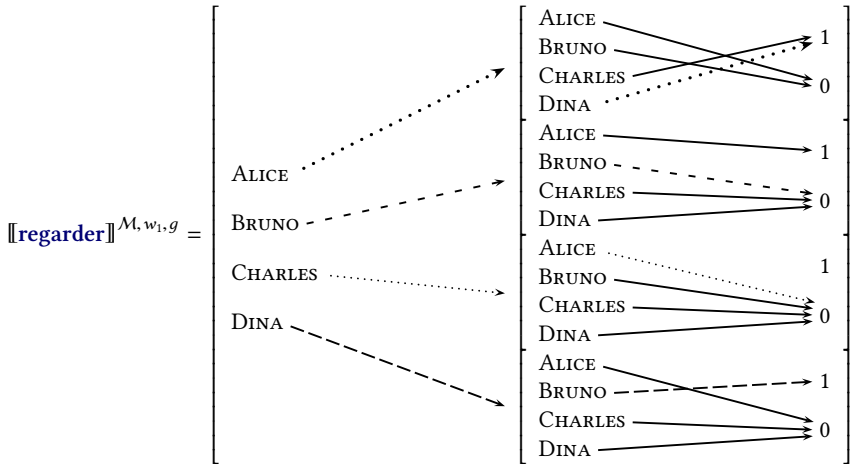 ⟦regarder⟧^{ℳ, w₁, g} =
ALICE
BRUNO
CHARLES
DINA
ALICE
BRUNO
CHARLES
DINA
1
0
ALICE
BRUNO
CHARLES
DINA
1
0
ALICE
BRUNO
CHARLES
DINA
1
0
ALICE
BRUNO
CHARLES
DINA
1
0